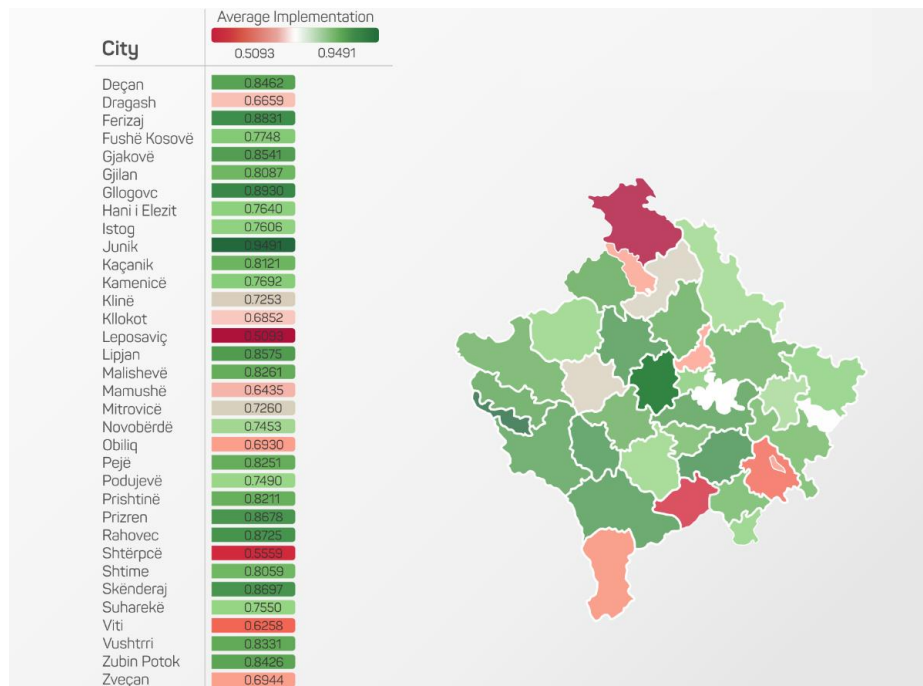 Average Implementation
0.5093 0.9491
City
Deçan 0.8462
Dragash 0.6659
Ferizaj 0.8831
Fushë Kosovë 0.7748
Gjakovë 0.8541
Gjilan 0.8087
Gllogovc 0.8930
Hani i Elezit 0.7640
Istog 0.7606
Junik 0.9491
Kaçanik 0.8121
Kamenicë 0.7692
Klinë 0.7253
Kllokot 0.6852
Leposaviç 0.5093
Lipjan 0.8575
Malishevë 0.8261
Mamushë 0.6435
Mitrovicë 0.7260
Novobërdë 0.7453
Obiliq 0.6930
Pejë 0.8251
Podujevë 0.7490
Prishtinë 0.8211
Prizren 0.8678
Rahovec 0.8725
Shtërpcë 0.5559
Shtime 0.8059
Skënderaj 0.8697
Suharekë 0.7550
Viti 0.6258
Vushtrri 0.8331
Zubin Potok 0.8426
Zveçan 0.6944